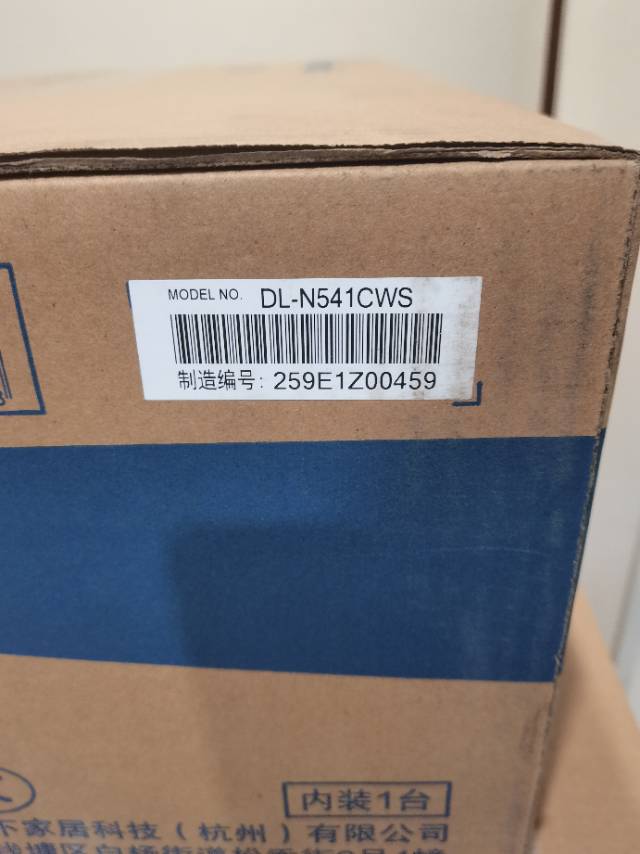 MODEL NO. DL-N541CWS
制造编号: 259E1Z00459
内装1台
家居科技(杭州)有限公司